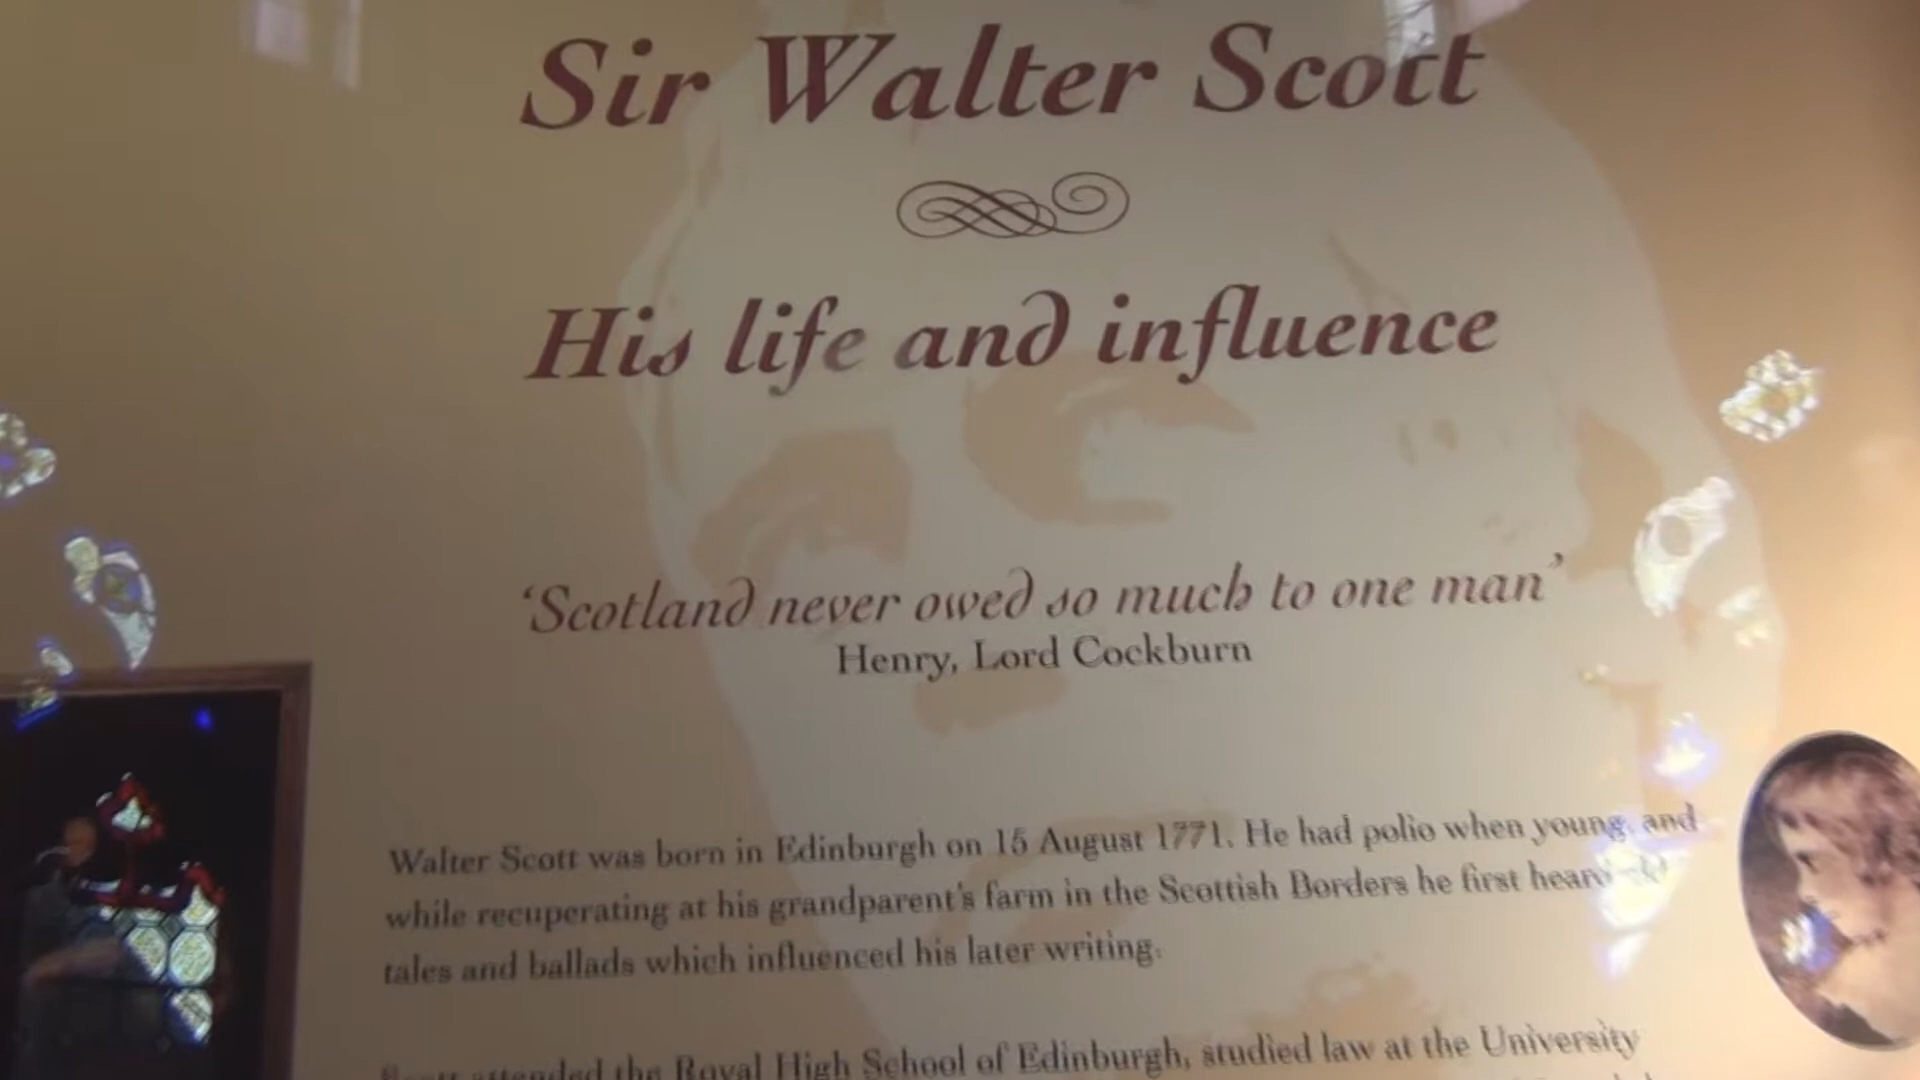 Sir Walter Scott
His life and influence
‘Scotland never owed so much to one man’
Henry, Lord Cockburn
Walter Scott was born in Edinburgh on 15 August 1771. He had polio when young, and
while recuperating at his grandparent's farm in the Scottish Borders he first heard
tales and ballads which influenced his later writing.
attended the Royal High School of Edinburgh, studied law at the University